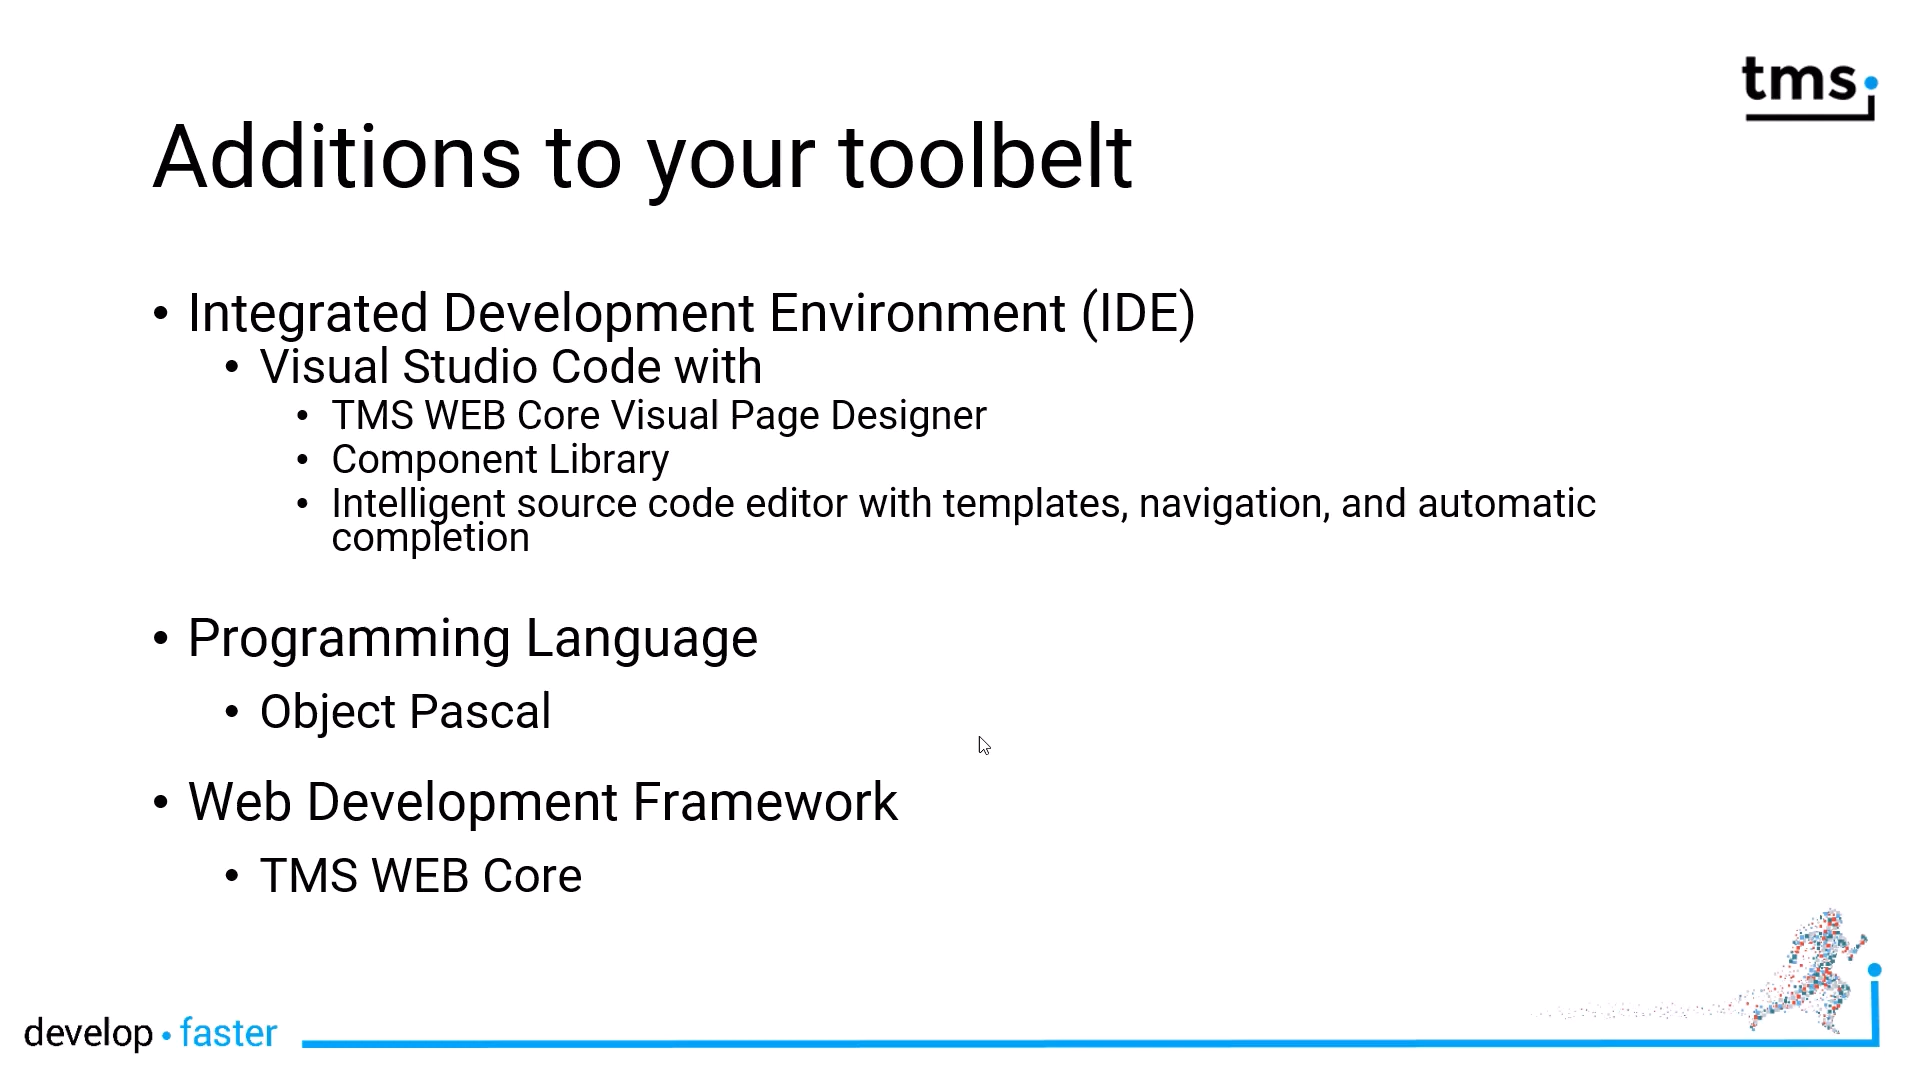 tms
Additions to your toolbelt
• Integrated Development Environment (IDE)
• Visual Studio Code with
• TMS WEB Core Visual Page Designer
• Component Library
• Intelligent source code editor with templates, navigation, and automatic
completion
• Programming Language
• Object Pascal
• Web Development Framework
• TMS WEB Core
develop • faster